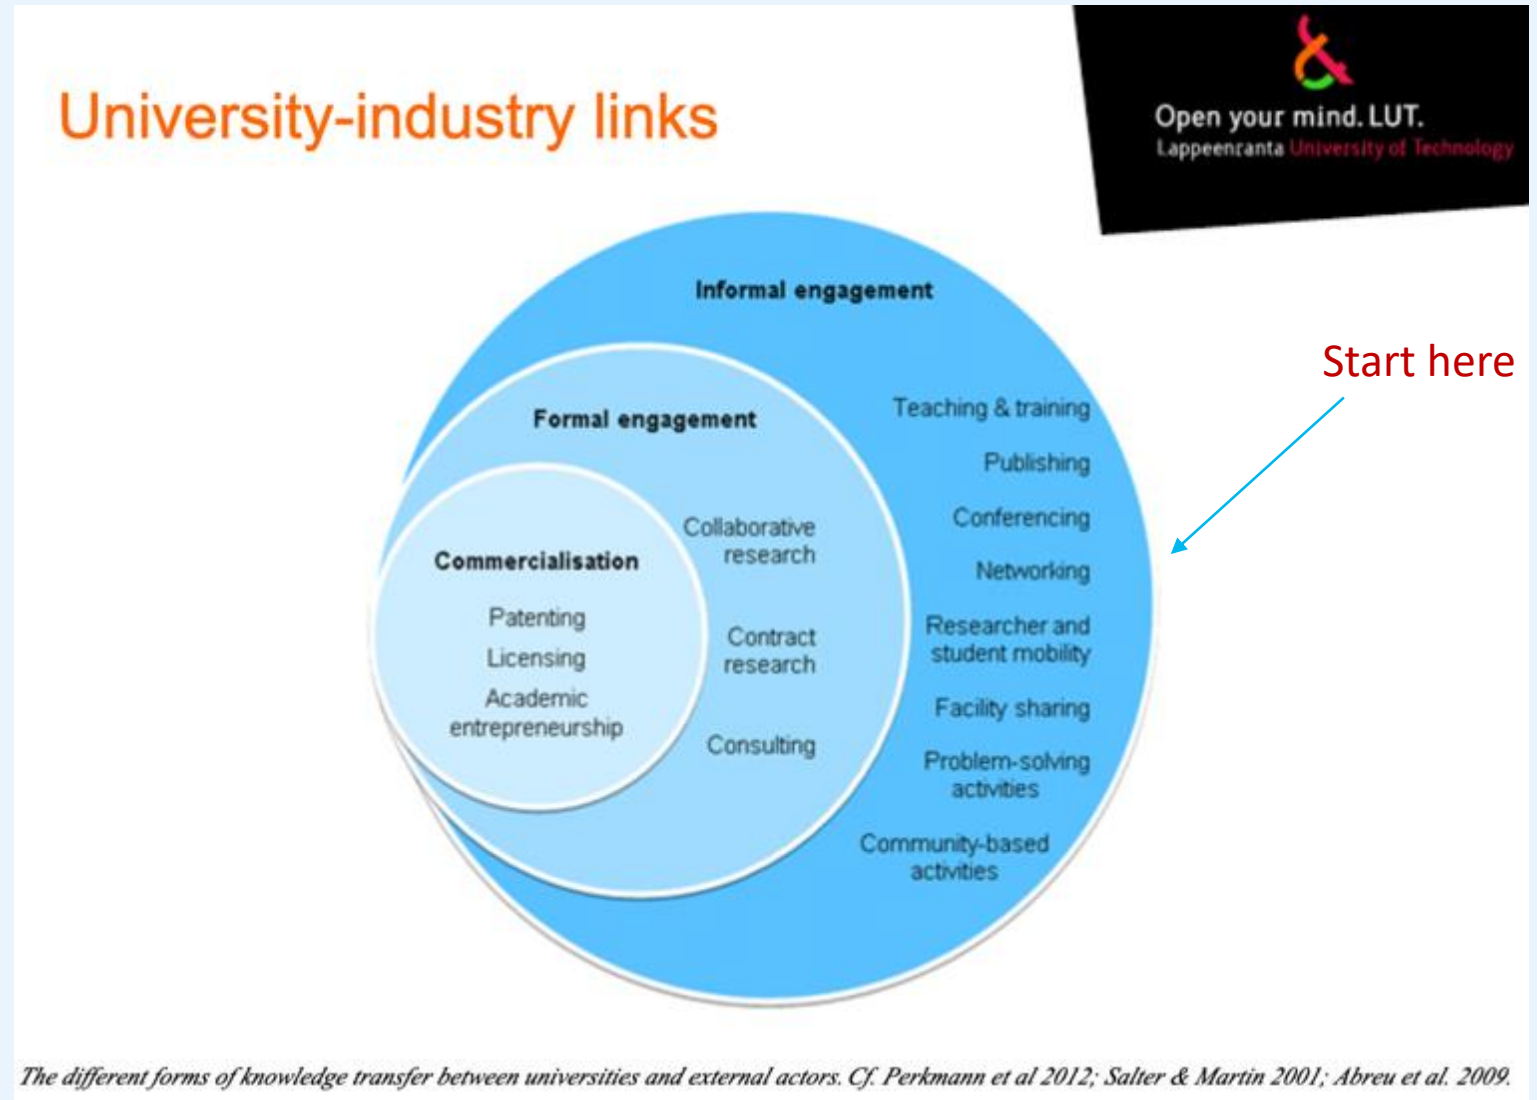 University-industry links
Open your mind. LUT.
Lappeenranta University of Technology
Informal engagement
Start here
Teaching & training
Publishing
Conferencing
Networking
Researcher and
student mobility
Facility sharing
Problem-solving
activities
Community-based
activities
Formal engagement
Collaborative
research
Contract
research
Consulting
Commercialisation
Patenting
Licensing
Academic
entrepreneurship
The different forms of knowledge transfer between universities and external actors. Cf. Perkmann et al 2012; Salter & Martin 2001; Abreu et al. 2009.